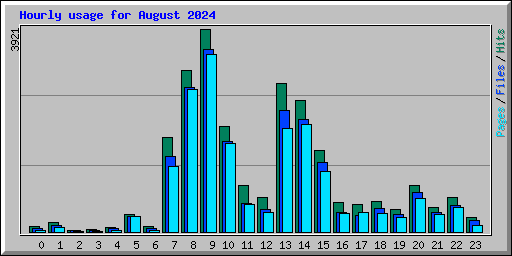 Hourly usage for August 2024
3921
Pages/Files/Hits
0 1 2 3 4 5 6 7 8 9 10 11 12 13 14 15 16 17 18 19 20 21 22 23